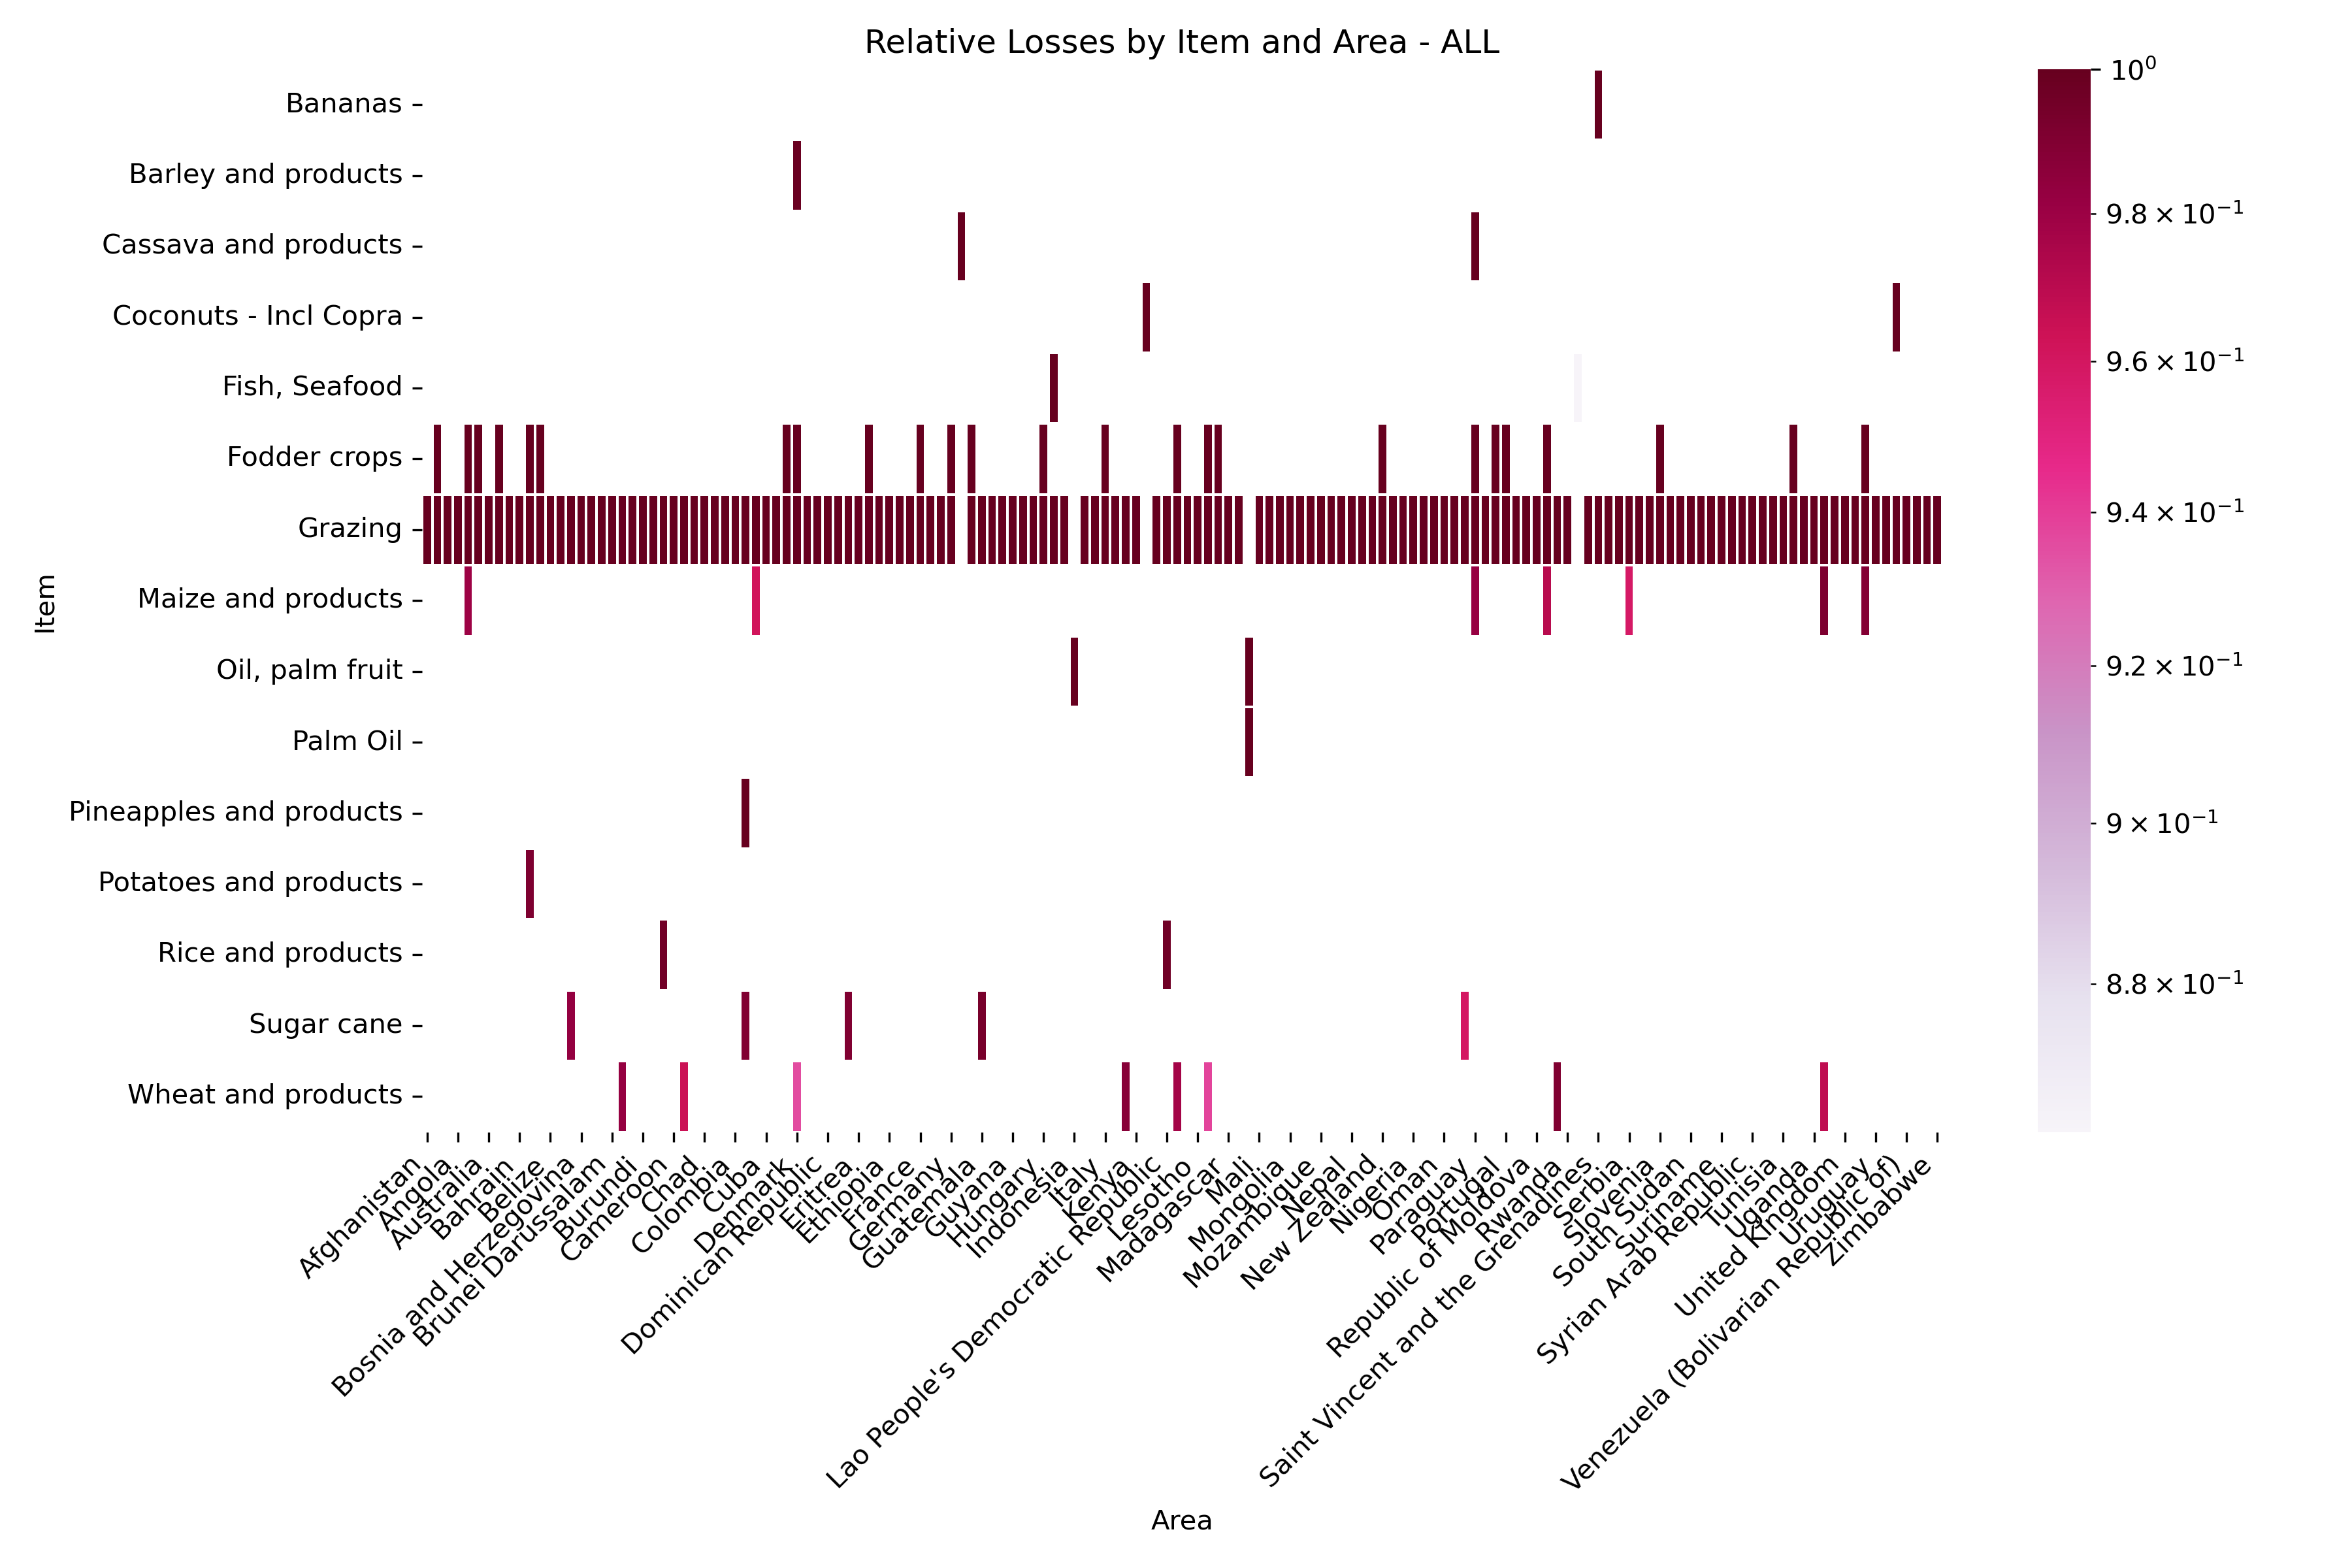 Relative Losses by Item and Area - ALL
Bananas
Barley and products
Cassava and products
Coconuts - Incl Copra
Fish, Seafood
Fodder crops
Grazing
Maize and products
Oil, palm fruit
Palm Oil
Pineapples and products
Potatoes and products
Rice and products
Sugar cane
Wheat and products
Item
Afghanistan
Angola
Australia
Bahrain
Belize
Bosnia and Herzegovina
Brunei Darussalam
Burundi
Cameroon
Chad
Colombia
Cuba
Denmark
Dominican Republic
Eritrea
Ethiopia
France
Germany
Guatemala
Guyana
Hungary
Indonesia
Italy
Kenya
Lao People's Democratic Republic
Lesotho
Madagascar
Mali
Mongolia
Mozambique
Nepal
New Zealand
Nigeria
Oman
Paraguay
Portugal
Republic of Moldova
Rwanda
Saint Vincent and the Grenadines
Serbia
Slovenia
South Sudan
Suriname
Syrian Arab Republic
Tunisia
Uganda
United Kingdom
Uruguay
Venezuela (Bolivarian Republic of)
Zimbabwe
Area
10⁰
9.8 × 10⁻¹
9.6 × 10⁻¹
9.4 × 10⁻¹
9.2 × 10⁻¹
9 × 10⁻¹
8.8 × 10⁻¹